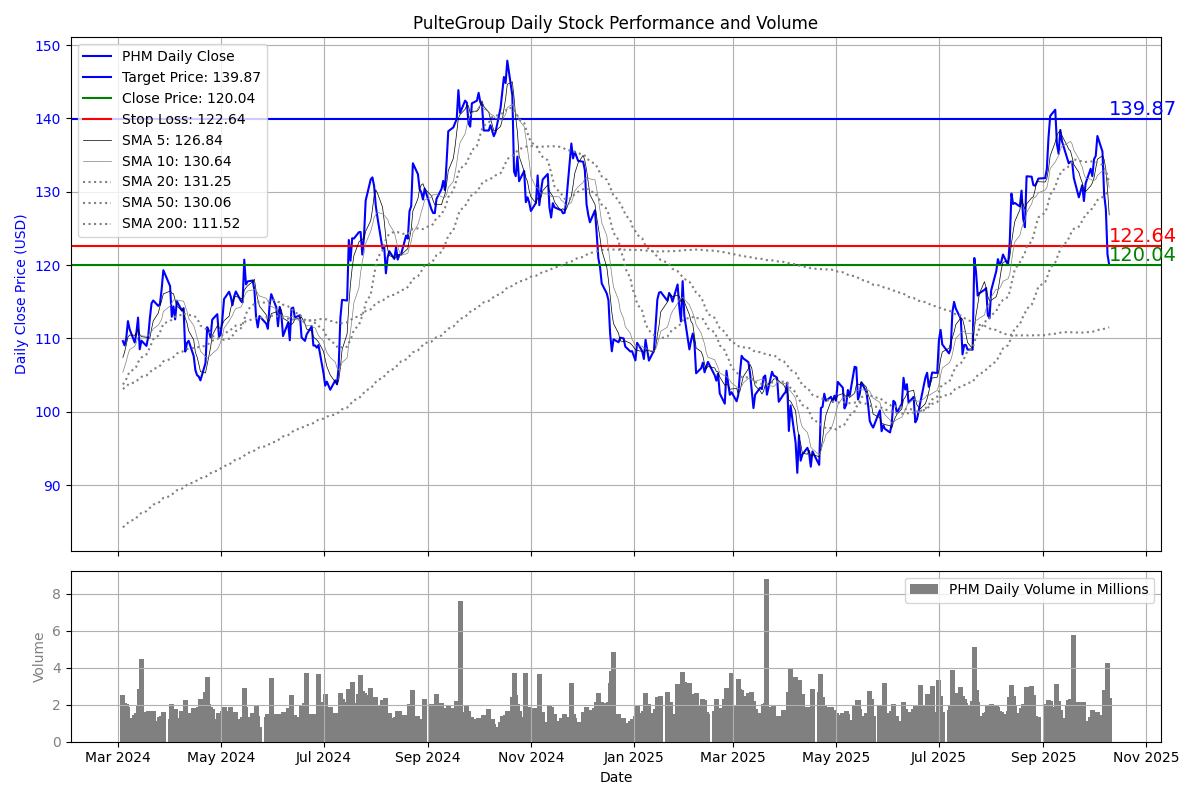 PulteGroup Daily Stock Performance and Volume
150
140
130
120
110
100
90
Daily Close Price (USD)
PHM Daily Close
Target Price: 139.87
Close Price: 120.04
Stop Loss: 122.64
SMA 5: 126.84
SMA 10: 130.64
SMA 20: 131.25
SMA 50: 130.06
SMA 200: 111.52
139.87
122.64
120.04
8
6
4
2
0
Volume
PHM Daily Volume in Millions
Mar 2024 May 2024 Jul 2024 Sep 2024 Nov 2024 Jan 2025 Mar 2025 May 2025 Jul 2025 Sep 2025 Nov 2025
Date